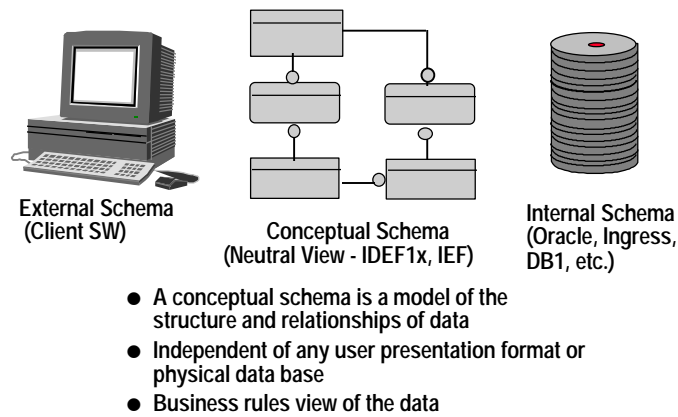 External Schema
(Client SW)
Conceptual Schema
(Neutral View - IDEF1x, IEF)
Internal Schema
(Oracle, Ingress,
DB1, etc.)
● A conceptual schema is a model of the
structure and relationships of data
● Independent of any user presentation format or
physical data base
● Business rules view of the data